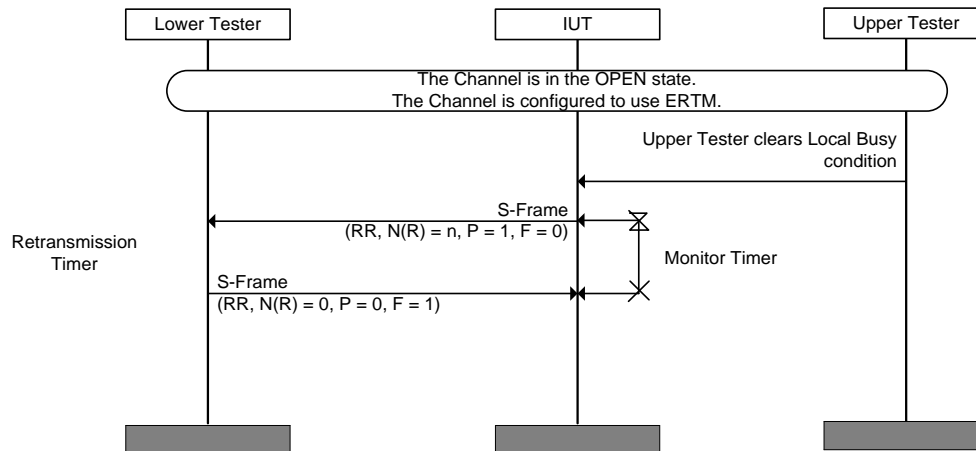 Lower Tester
IUT
Upper Tester
The Channel is in the OPEN state.
The Channel is configured to use ERTM.
Upper Tester clears Local Busy
condition
S-Frame
(RR, N(R) = n, P = 1, F = 0)
Retransmission
Timer
Monitor Timer
S-Frame
(RR, N(R) = 0, P = 0, F = 1)